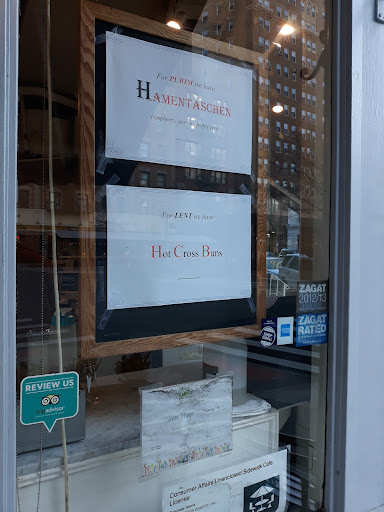 For PURIM we have
HAMENTASCHEN
For LENT we have
Hot Cross Buns
ZAGAT
2012/13
ZAGAT
RATED
REVIEW US
tripadvisor
Consumer Affairs Unenclosed Sidewalk Cafe
License